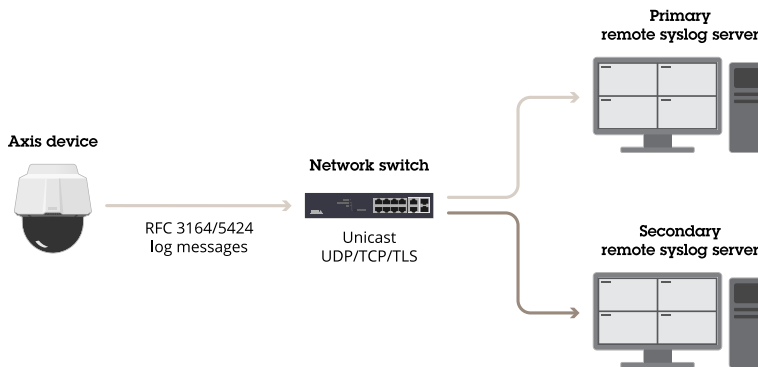 Primary
remote syslog server
Axis device
Network switch
RFC 3164/5424
log messages
Unicast
UDP/TCP/TLS
Secondary
remote syslog server